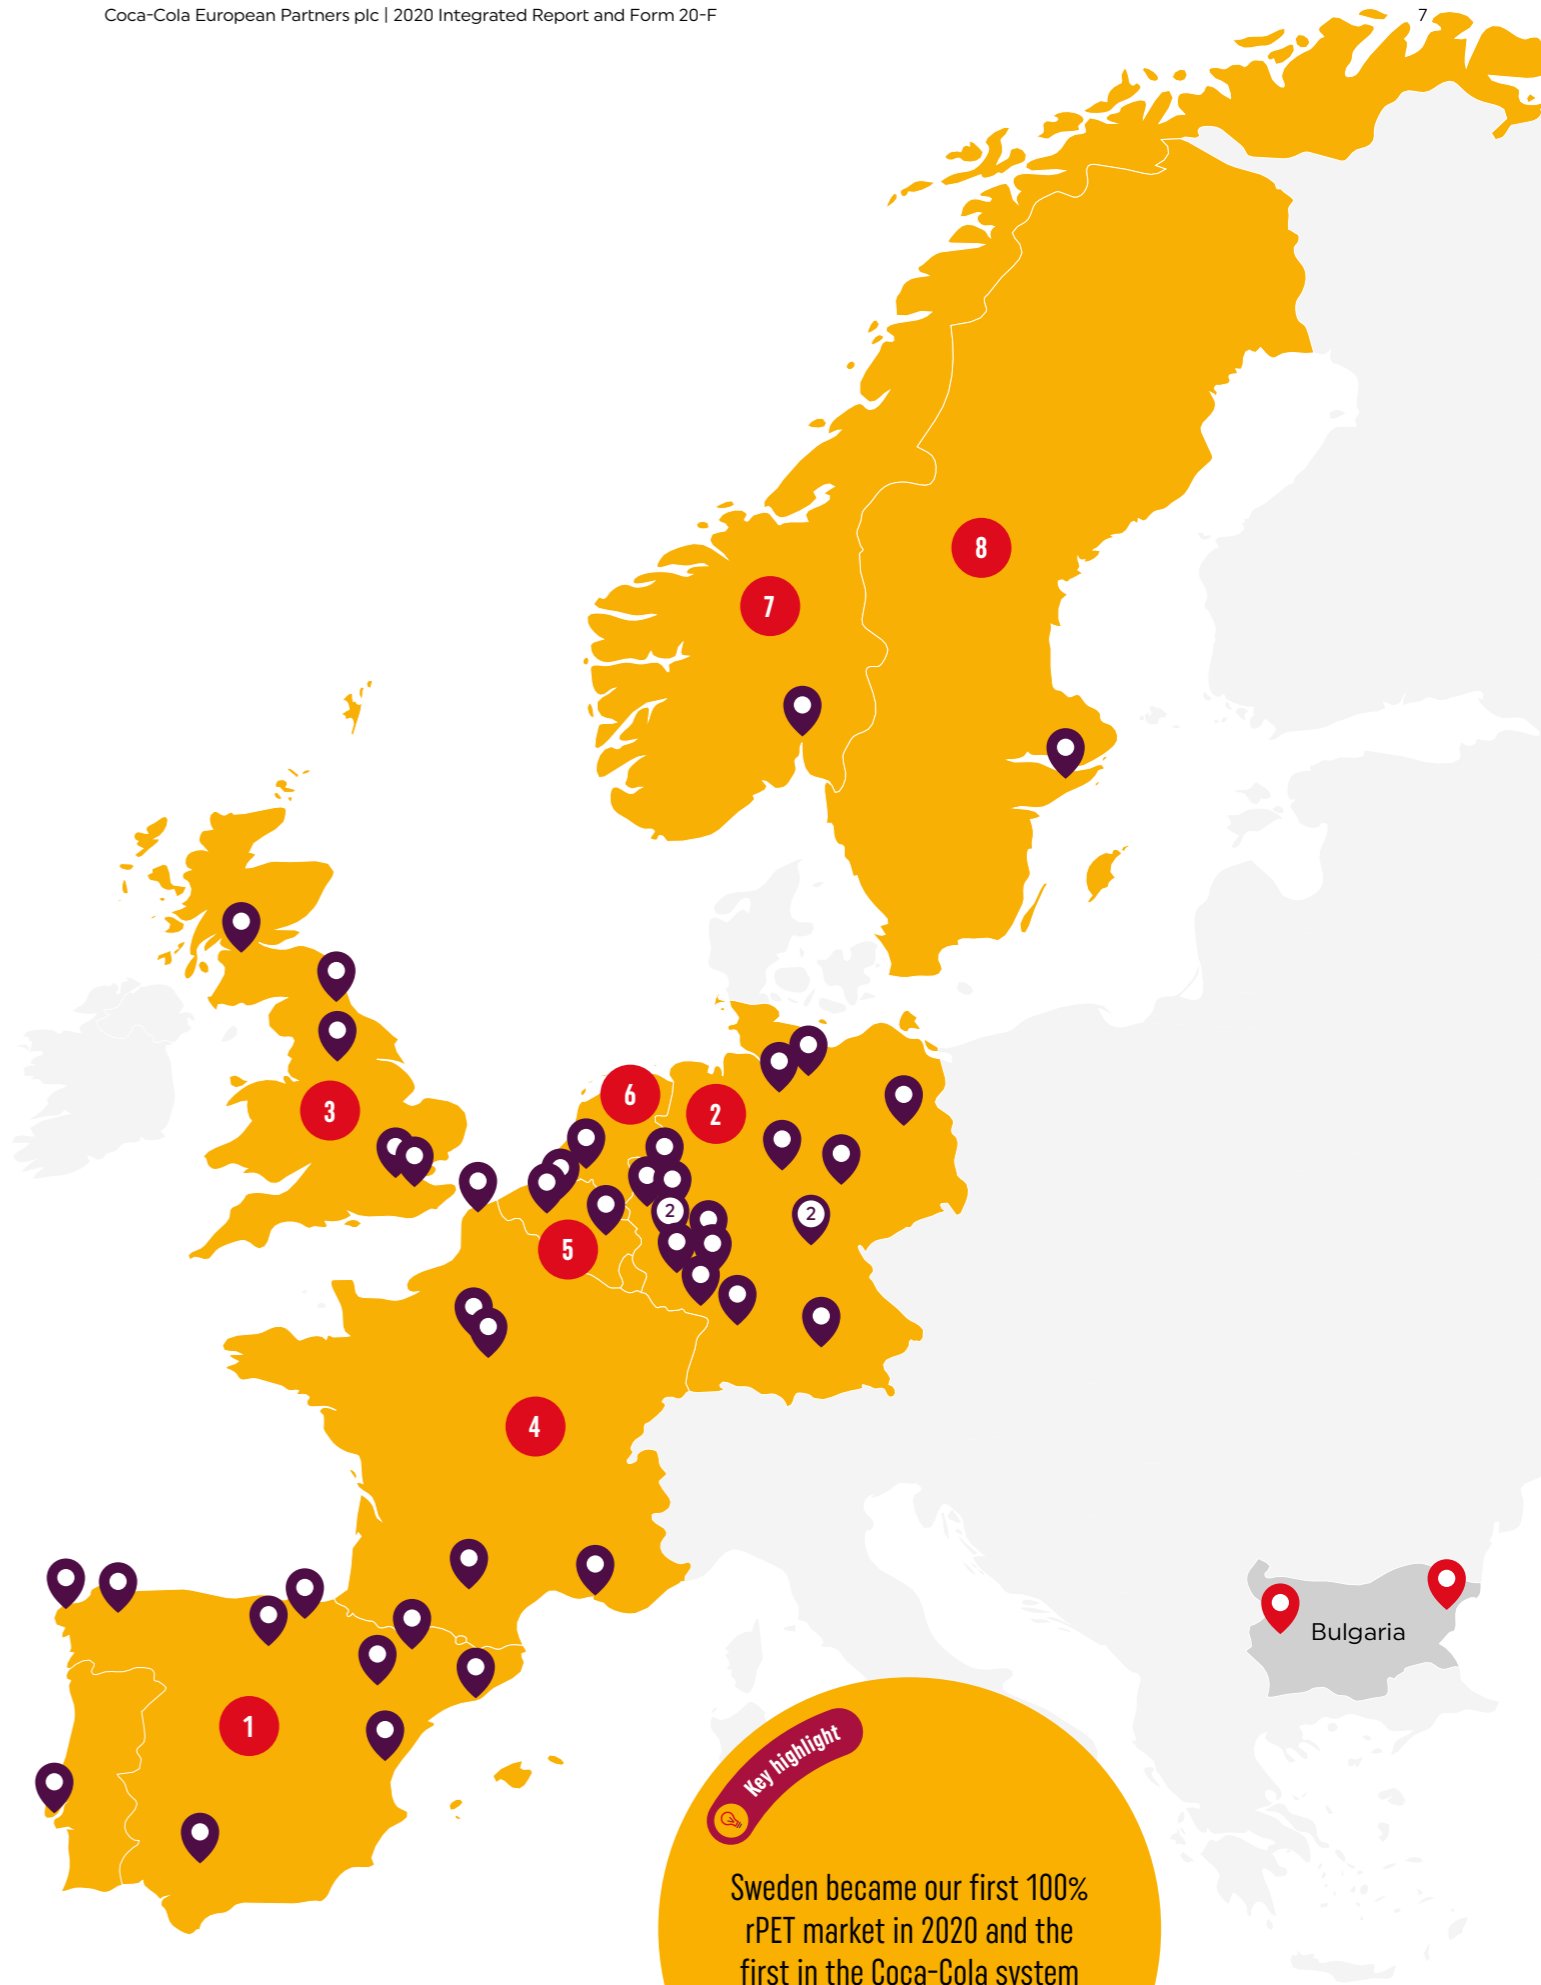 Coca-Cola European Partners plc | 2020 Integrated Report and Form 20-F
7
8
7
3
6
2
2
2
5
4
1
Bulgaria
Key highlight
Sweden became our first 100%
rPET market in 2020 and the
first in the Coca-Cola system